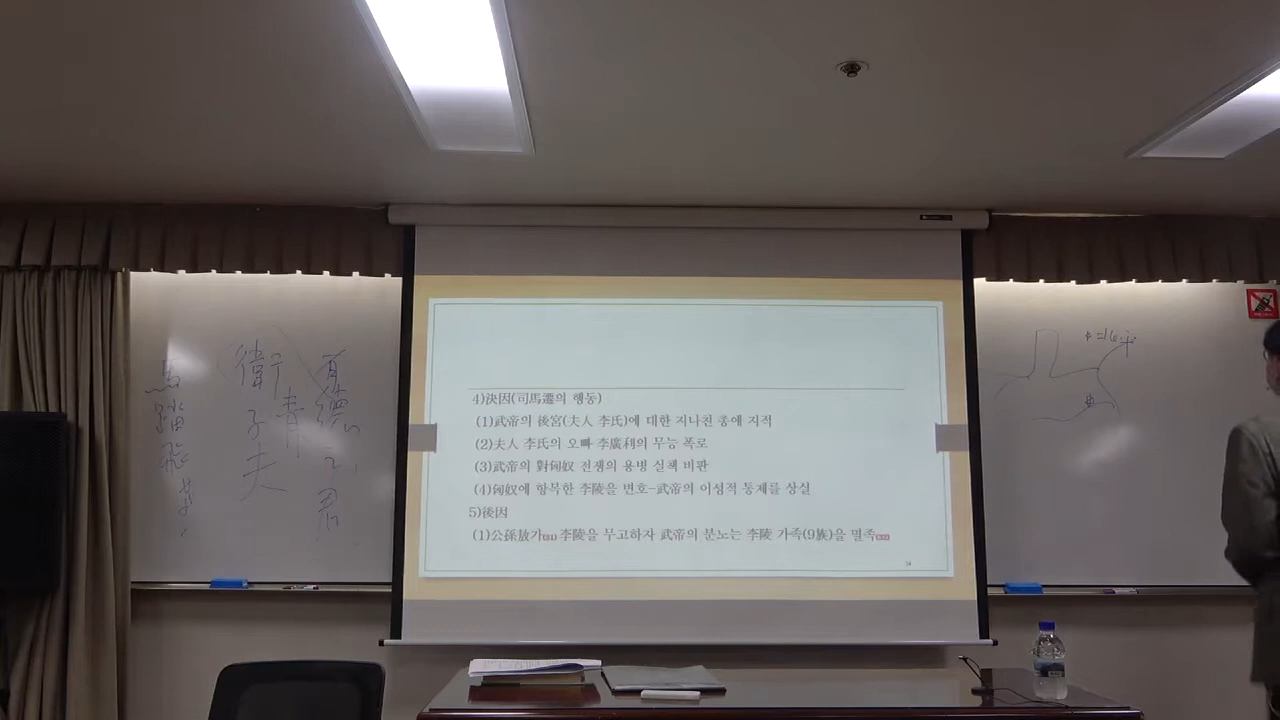 4)決因(司馬遷의 행동)
(1)武帝의 後宮(夫人 李氏)에 대한 지나친 총애 지적
(2)夫人 李氏의 오빠 李廣利의 무능 폭로
(3)武帝의 對匈奴 전쟁의 용병 실책 비판
(4)匈奴에 항복한 李陵을 변호-武帝의 이성적 통제를 상실
5)後因
(1)公孫敖가 李陵을 무고하자 武帝의 분노는 李陵 가족(9族)을 멸족
34
馬踏飛
衛子夫
靑